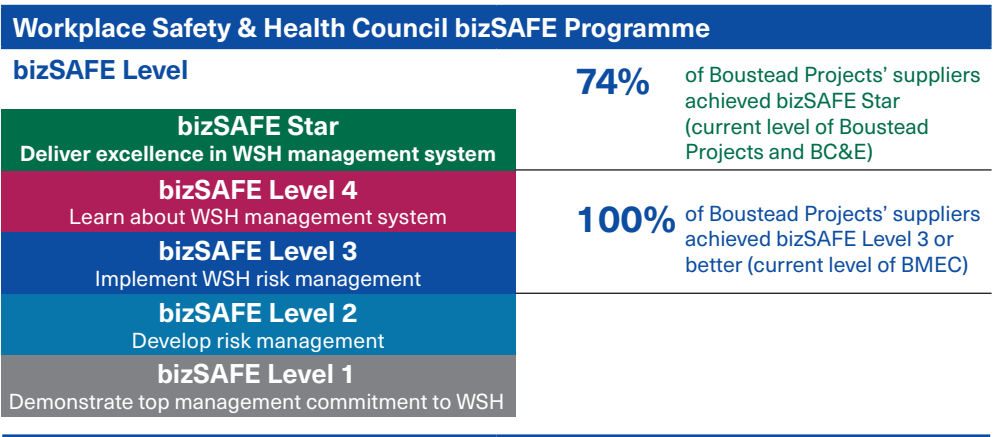 Workplace Safety & Health Council bizSAFE Programme
bizSAFE Level
74%
of Boustead Projects’ suppliers
achieved bizSAFE Star
(current level of Boustead
Projects and BC&E)
bizSAFE Star
Deliver excellence in WSH management system
bizSAFE Level 4
Learn about WSH management system
100%
of Boustead Projects’ suppliers
achieved bizSAFE Level 3 or
better (current level of BMEC)
bizSAFE Level 3
Implement WSH risk management
bizSAFE Level 2
Develop risk management
bizSAFE Level 1
Demonstrate top management commitment to WSH